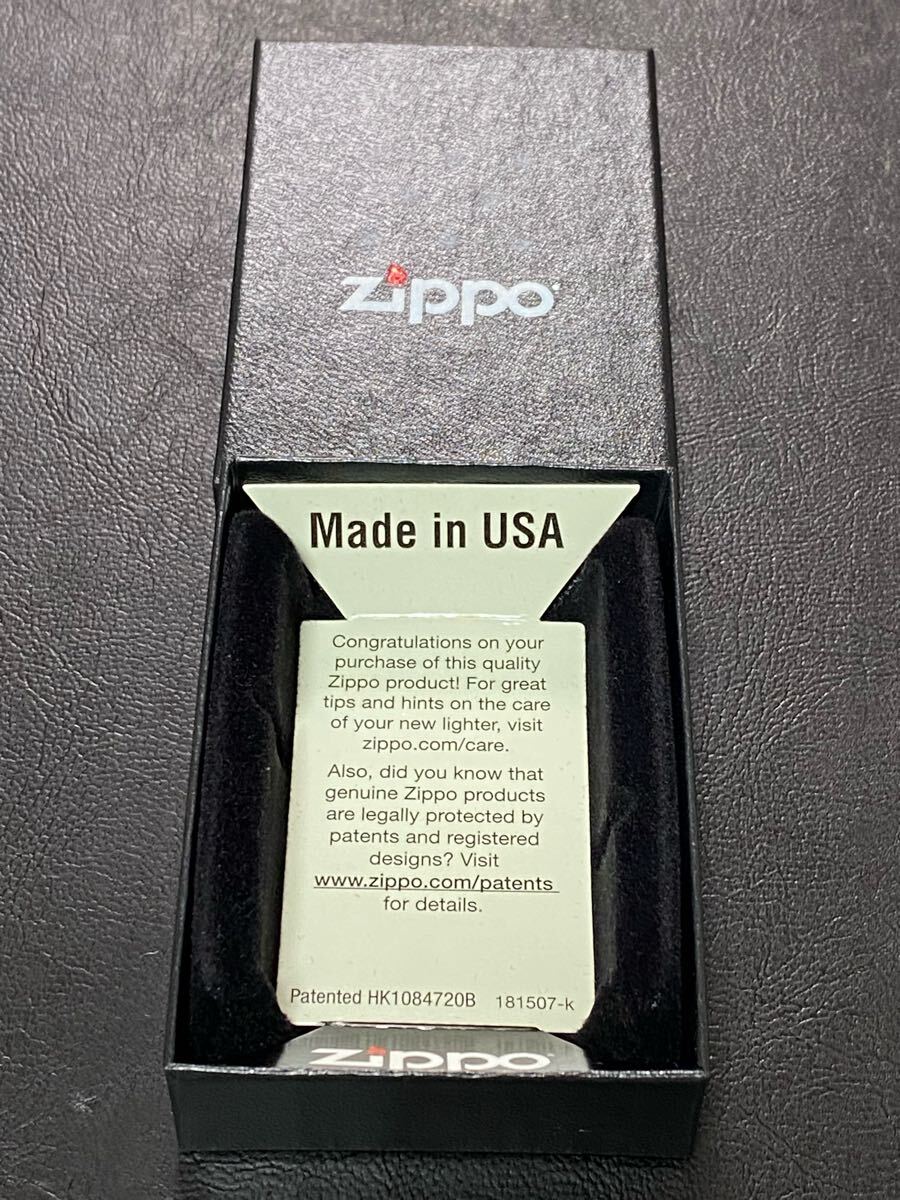 zippo
Made in USA
Congratulations on your
purchase of this quality
Zippo product! For great
tips and hints on the care
of your new lighter, visit
zippo.com/care.
Also, did you know that
genuine Zippo products
are legally protected by
patents and registered
designs? Visit
www.zippo.com/patents
for details.
Patented HK1084720B 181507-k
zippo